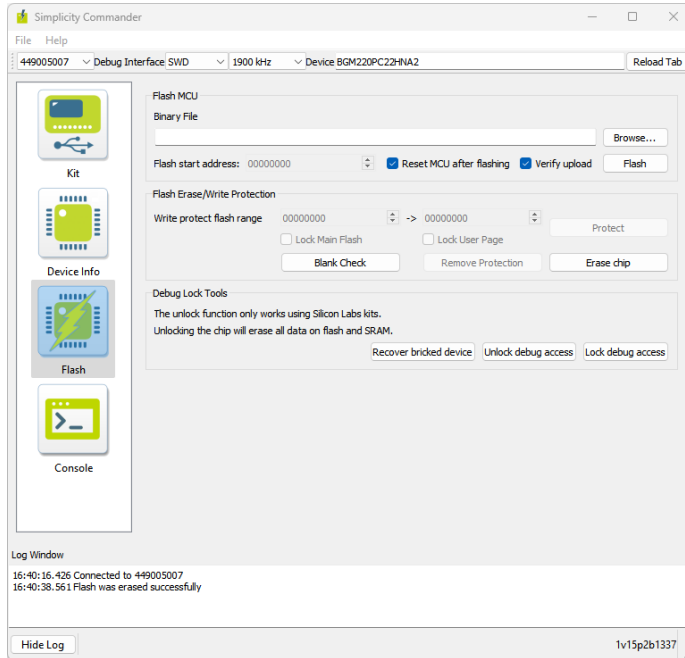 Simplicity Commander
File Help
449005007 Debug Interface SWD 1900 kHz Device BGM220PC22HNA2 Reload Tab
Kit
Device Info
Flash
Console
Flash MCU
Binary File
Browse...
Flash start address: 00000000 Reset MCU after flashing Verify upload Flash
Flash Erase/Write Protection
Write protect flash range 00000000 -> 00000000 Protect
Lock Main Flash Lock User Page
Blank Check Remove Protection Erase chip
Debug Lock Tools
The unlock function only works using Silicon Labs kits.
Unlocking the chip will erase all data on flash and SRAM.
Recover bricked device Unlock debug access Lock debug access
Log Window
16:40:16.426 Connected to 449005007
16:40:38.561 Flash was erased successfully
Hide Log 1v15p2b1337